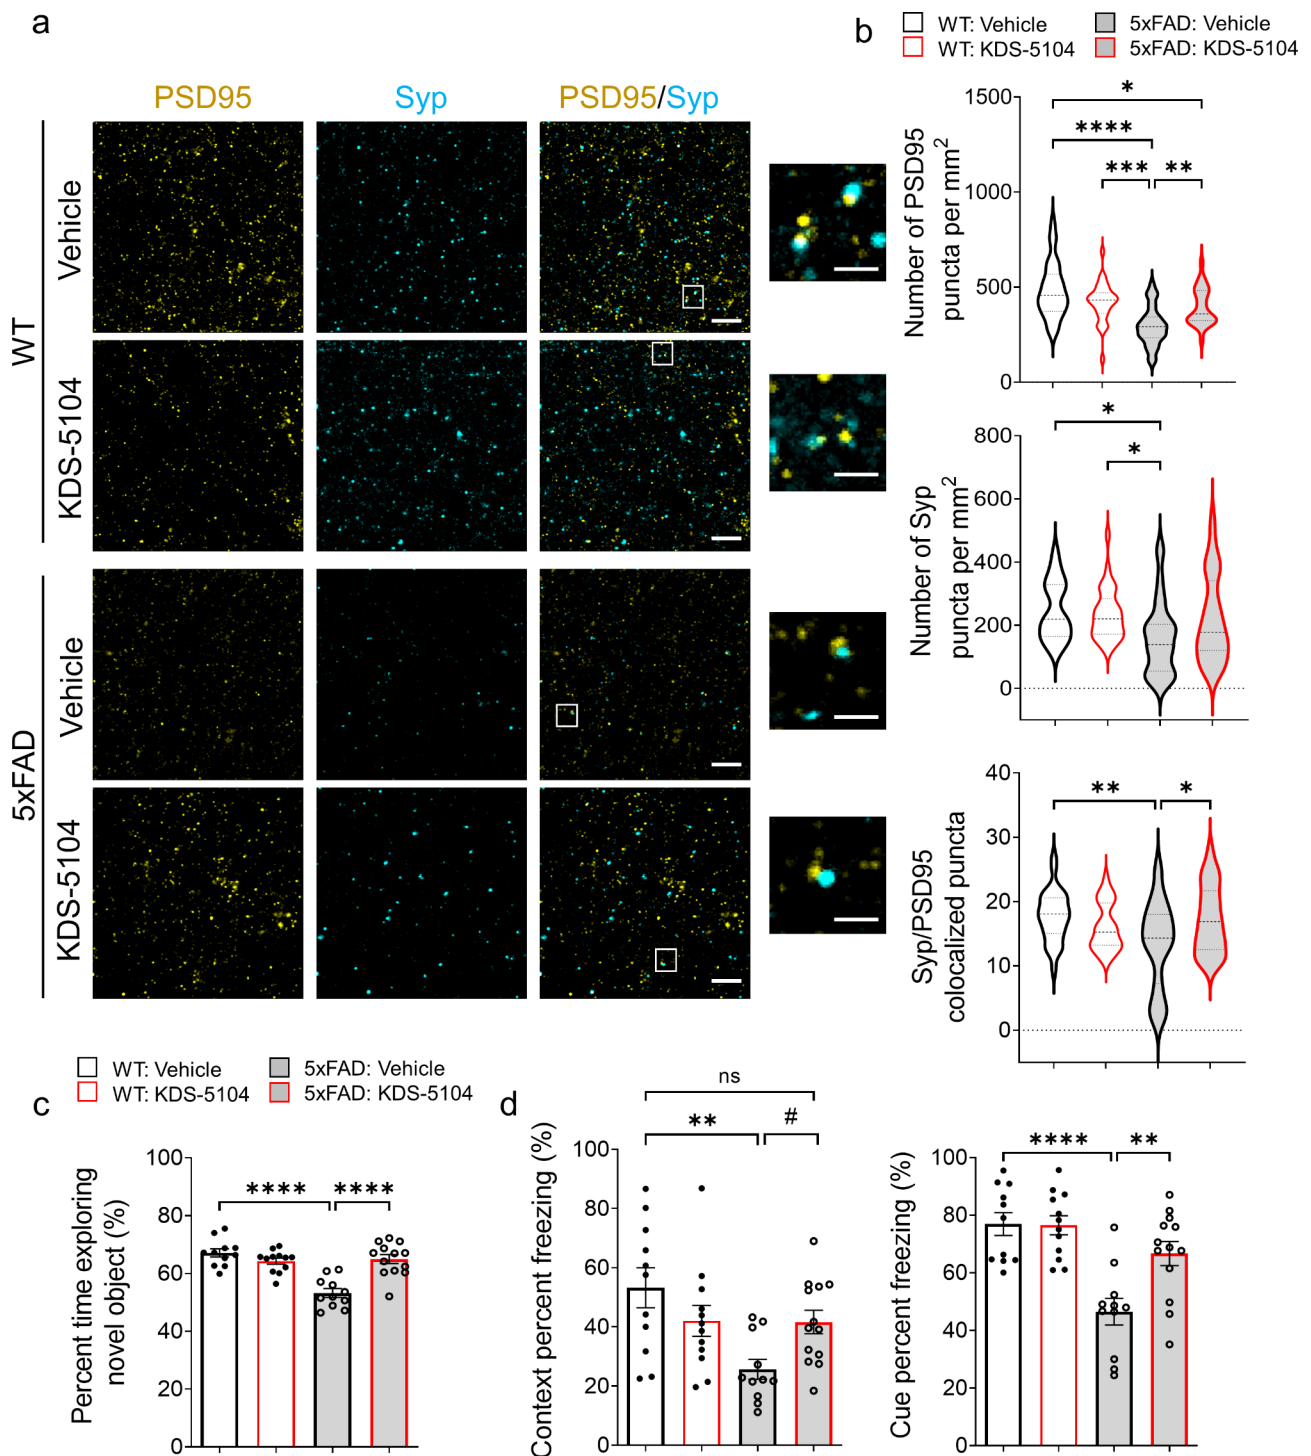 a
PSD95
Syp
PSD95/Syp
WT
Vehicle
KDS-5104
5xFAD
Vehicle
KDS-5104
b
WT: Vehicle
5xFAD: Vehicle
WT: KDS-5104
5xFAD: KDS-5104
Number of PSD95
puncta per mm²
1500
1000
500
0
*
****
***
**
Number of Syp
puncta per mm²
800
600
400
200
0
*
*
Syp/PSD95
colocalized puncta
40
30
20
10
0
**
*
c
WT: Vehicle
5xFAD: Vehicle
WT: KDS-5104
5xFAD: KDS-5104
Percent time exploring
novel object (%)
100
80
60
40
20
0
****
****
d
Context percent freezing (%)
100
80
60
40
20
0
ns
**
#
Cue percent freezing (%)
100
80
60
40
20
0
****
**